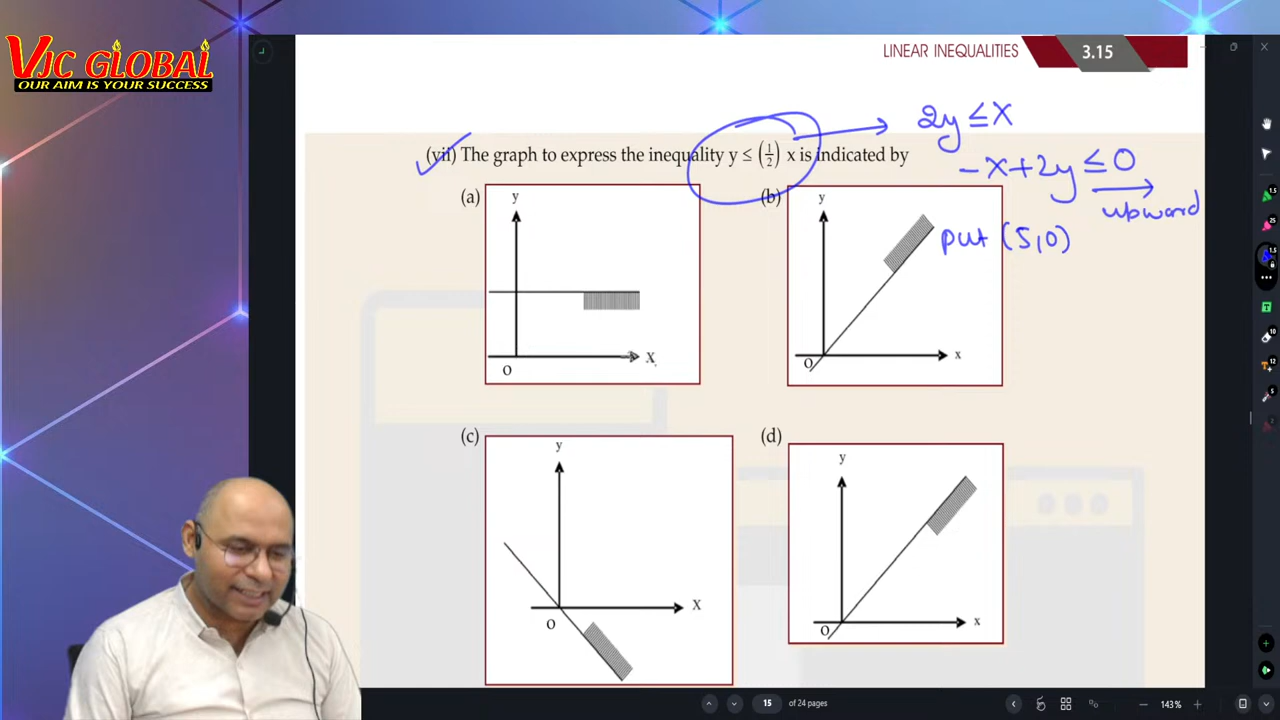 VJC GLOBAL
OUR AIM IS YOUR SUCCESS
LINEAR INEQUALITIES 3.15
2y ≤ x
(vii) The graph to express the inequality y ≤ (1/2) x is indicated by
-x+2y ≤ 0
upward
put (5,0)
(a)
y
X
O
(b)
y
x
O
(c)
y
X
O
(d)
y
x
O
15 of 24 pages
143%